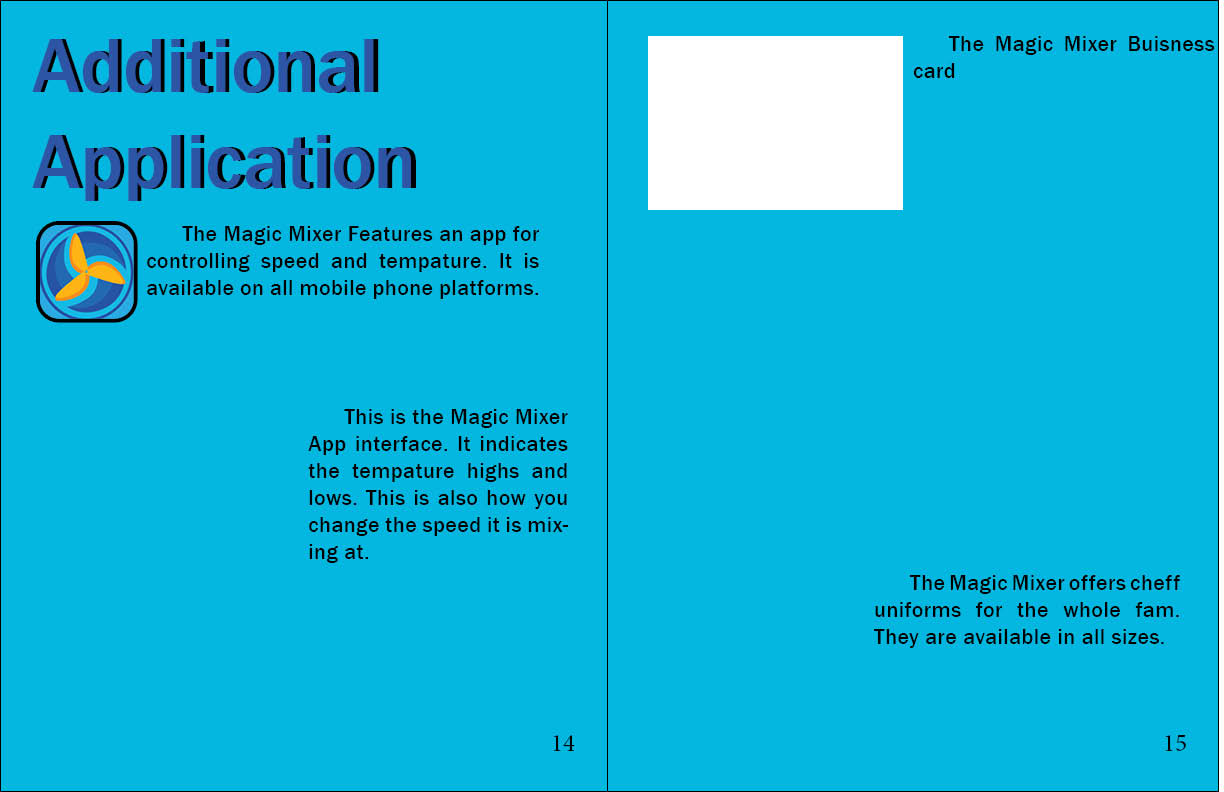 Additional
Application
The Magic Mixer Features an app for
controlling speed and tempature. It is
available on all mobile phone platforms.
This is the Magic Mixer
App interface. It indicates
the tempature highs and
lows. This is also how you
change the speed it is mix-
ing at.
14
The Magic Mixer Buisness
card
The Magic Mixer offers cheff
uniforms for the whole fam.
They are available in all sizes.
15